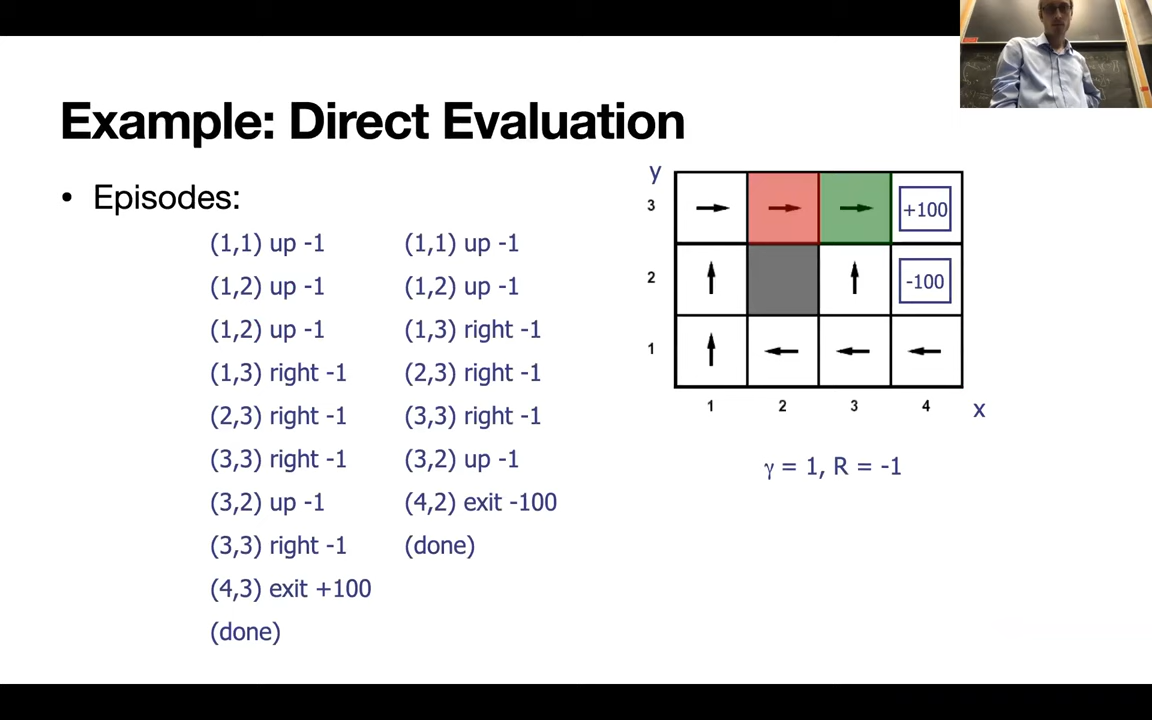 Example: Direct Evaluation
• Episodes:
(1,1) up -1
(1,2) up -1
(1,2) up -1
(1,3) right -1
(2,3) right -1
(3,3) right -1
(3,2) up -1
(3,3) right -1
(4,3) exit +100
(done)
(1,1) up -1
(1,2) up -1
(1,3) right -1
(2,3) right -1
(3,3) right -1
(3,2) up -1
(4,2) exit -100
(done)
y
3
+100
2
-100
1
1 2 3 4 x
γ = 1, R = -1